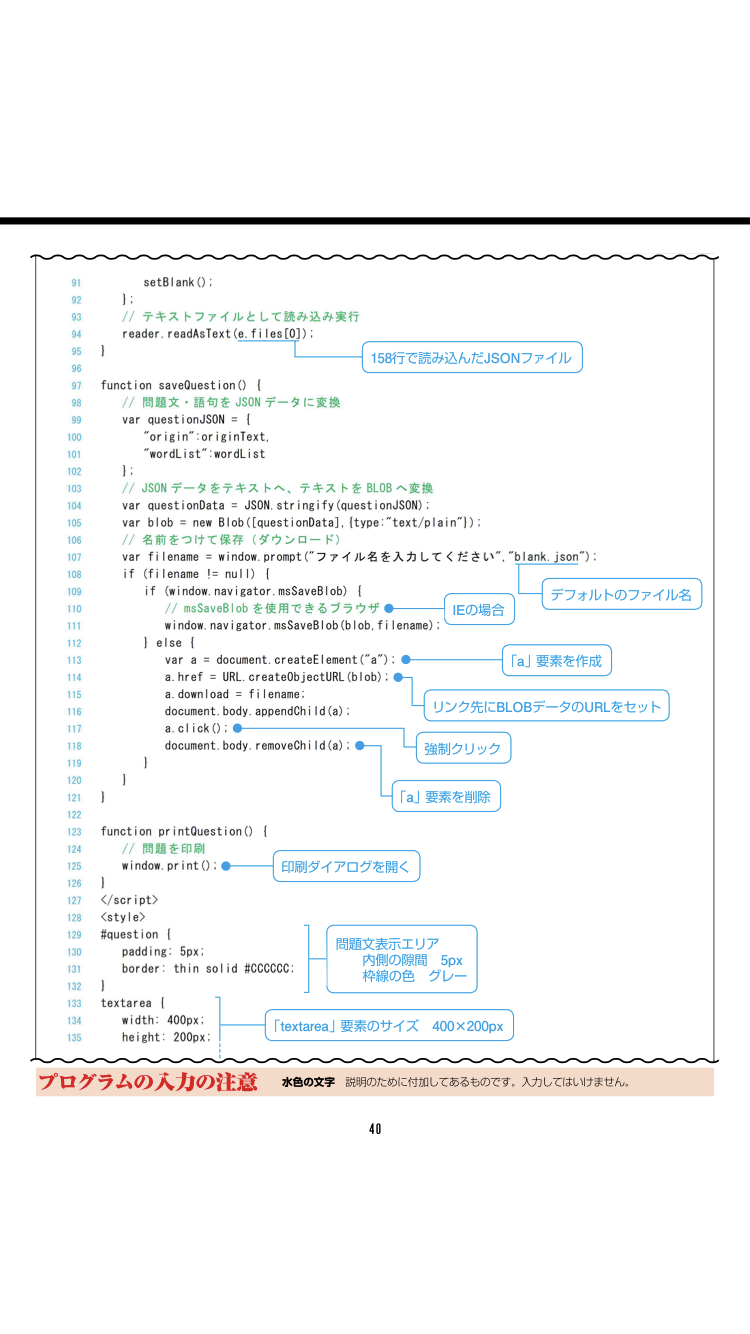 91 setBlank();
92 };
93 // テキストファイルとして読み込み実行
94 reader.readAsText(e.files[0]);
158行で読み込んだJSONファイル
95 }
96
97 function saveQuestion() {
98 // 問題文・語句を JSON データに変換
99 var questionJSON = {
100 "origin":originText,
101 "wordList":wordList
102 };
103 // JSON データをテキストへ、テキストを BLOB へ変換
104 var questionData = JSON.stringify(questionJSON);
105 var blob = new Blob([questionData],{type:"text/plain"});
106 // 名前をつけて保存（ダウンロード）
107 var filename = window.prompt("ファイル名を入力してください","blank.json");
108 if (filename != null) {
デフォルトのファイル名
109 if (window.navigator.msSaveBlob) {
110 // msSaveBlob を使用できるブラウザ
IEの場合
111 window.navigator.msSaveBlob(blob,filename);
112 } else {
113 var a = document.createElement("a");
「a」要素を作成
114 a.href = URL.createObjectURL(blob);
リンク先にBLOBデータのURLをセット
115 a.download = filename;
116 document.body.appendChild(a);
117 a.click();
強制クリック
118 document.body.removeChild(a);
「a」要素を削除
119 }
120 }
121 }
122
123 function printQuestion() {
124 // 問題を印刷
125 window.print();
印刷ダイアログを開く
126 }
127 </script>
128 <style>
129 #question {
130 padding: 5px;
131 border: thin solid #CCCCCC;
132 }
問題文表示エリア
内側の隙間 5px
枠線の色 グレー
133 textarea {
134 width: 400px;
135 height: 200px;
「textarea」要素のサイズ 400×200px
プログラムの入力の注意 水色の文字 説明のために付加してあるものです。入力してはいけません。
40